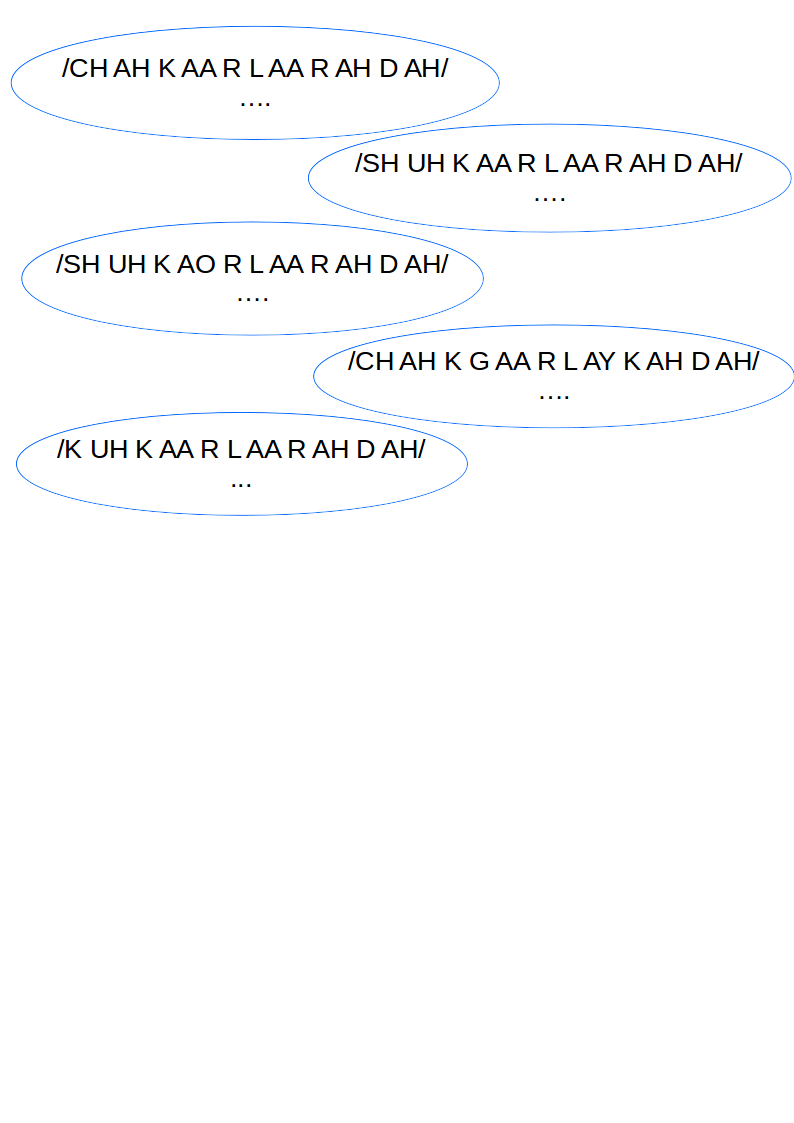 /CH AH K AA R L AA R AH D AH/
….
/SH UH K AA R L AA R AH D AH/
….
/SH UH K AO R L AA R AH D AH/
….
/CH AH K G AA R L AY K AH D AH/
….
/K UH K AA R L AA R AH D AH/
...